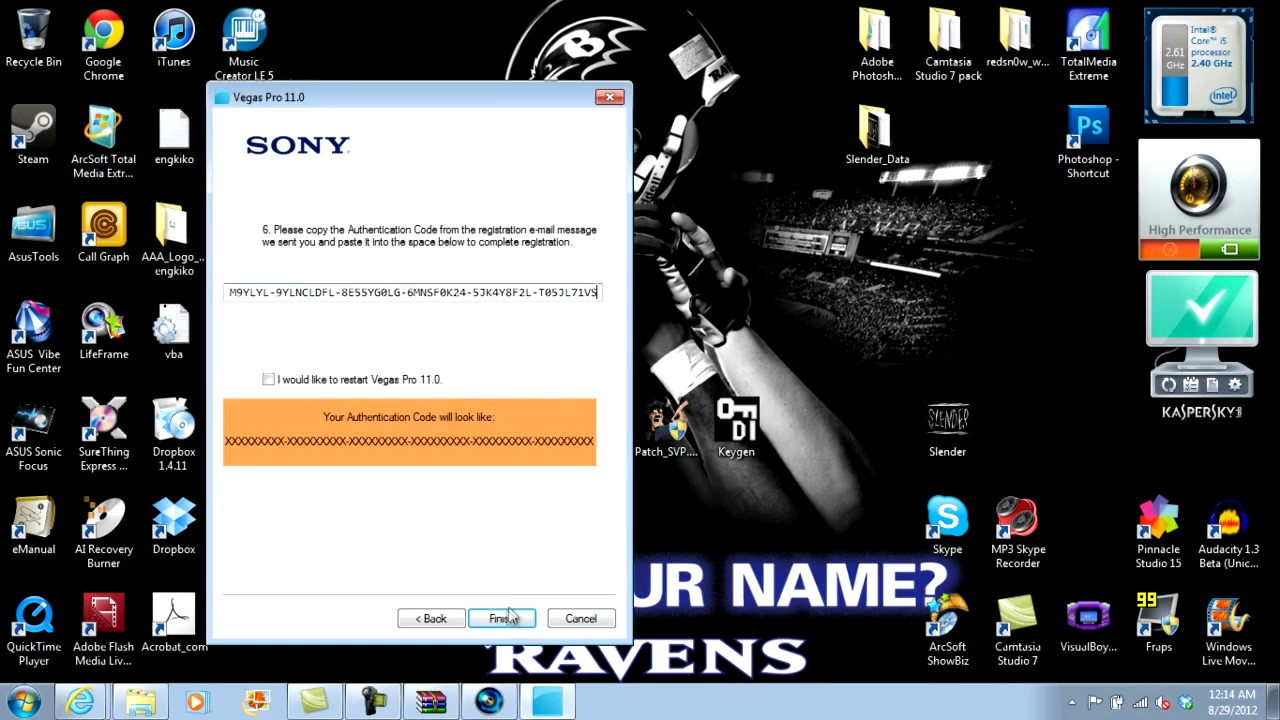 Recycle Bin
Google Chrome
iTunes
Music Creator LE 5
Adobe Photosh...
Camtasia Studio 7 pack
redsn0w_w...
TotalMedia Extreme
Intel®
Core™ i5
processor
2.40 GHz
2.61 GHz
intel
Vegas Pro 11.0
SONY
6. Please copy the Authentication Code from the registration e-mail message
we sent you and paste it into the space below to complete registration.
M9YLYL-9YLNCLDFL-8E55YG0LG-6MNSF0K24-5JK4Y8F2L-T05JL71VS
I would like to restart Vegas Pro 11.0.
Your Authentication Code will look like:
XXXXXXXXX-XXXXXXXXX-XXXXXXXXX-XXXXXXXXX-XXXXXXXXX-XXXXXXXXX
< Back
Finish
Cancel
Steam
ArcSoft Total Media Extr...
engkiko
Slender_Data
Ps
Photoshop - Shortcut
High Performance
ASUS
AsusTools
Call Graph
AAA_Logo_... engkiko
ASUS Vibe Fun Center
LifeFrame
vba
KASPERSKY
ASUS Sonic Focus
SureThing Express ...
Dropbox 1.4.11
Patch_SVP....
Keygen
SLENDER
Slender
eManual
AI Recovery Burner
Dropbox
Skype
MP3 Skype Recorder
Pinnacle Studio 15
Audacity 1.3 Beta (Unic...
QuickTime Player
Adobe Flash Media Liv...
Acrobat_com
ArcSoft ShowBiz
Camtasia Studio 7
VisualBoy...
99
Fraps
Windows Live Mov...
UR NAME?
RAVENS
12:14 AM
8/29/2012